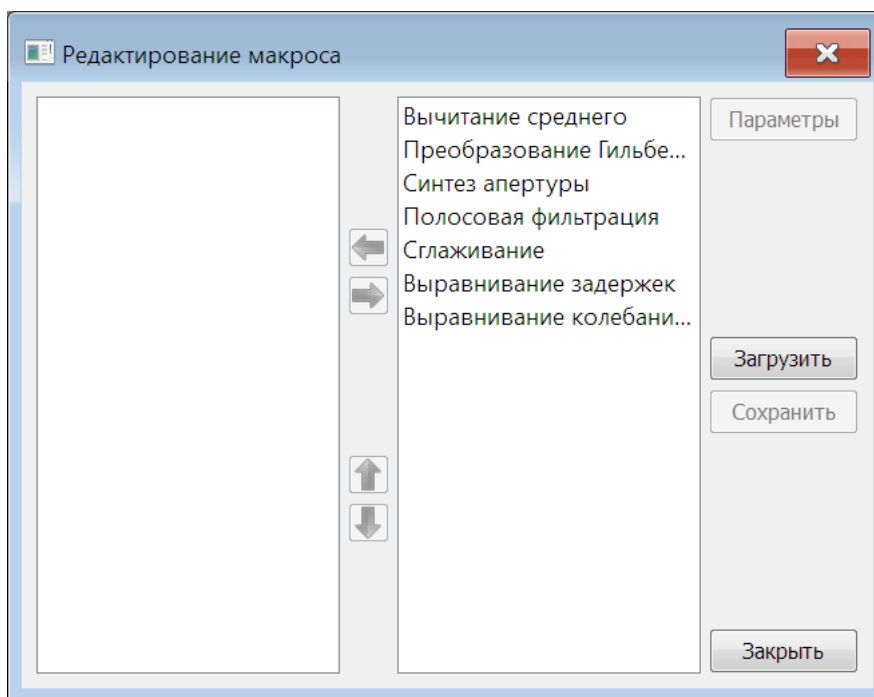 Редактирование макроса
Вычитание среднего
Преобразование Гильбе...
Синтез апертуры
Полосовая фильтрация
Сглаживание
Выравнивание задержек
Выравнивание колебани...
Параметры
Загрузить
Сохранить
Закрыть